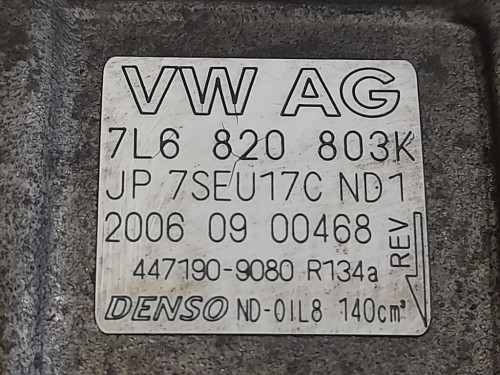 VW AG
7L6 820 803K
JP 7SEU17C ND1
2006 09 00468
REV
447190-9080 R134a
DENSO ND-OIL8 140cm³